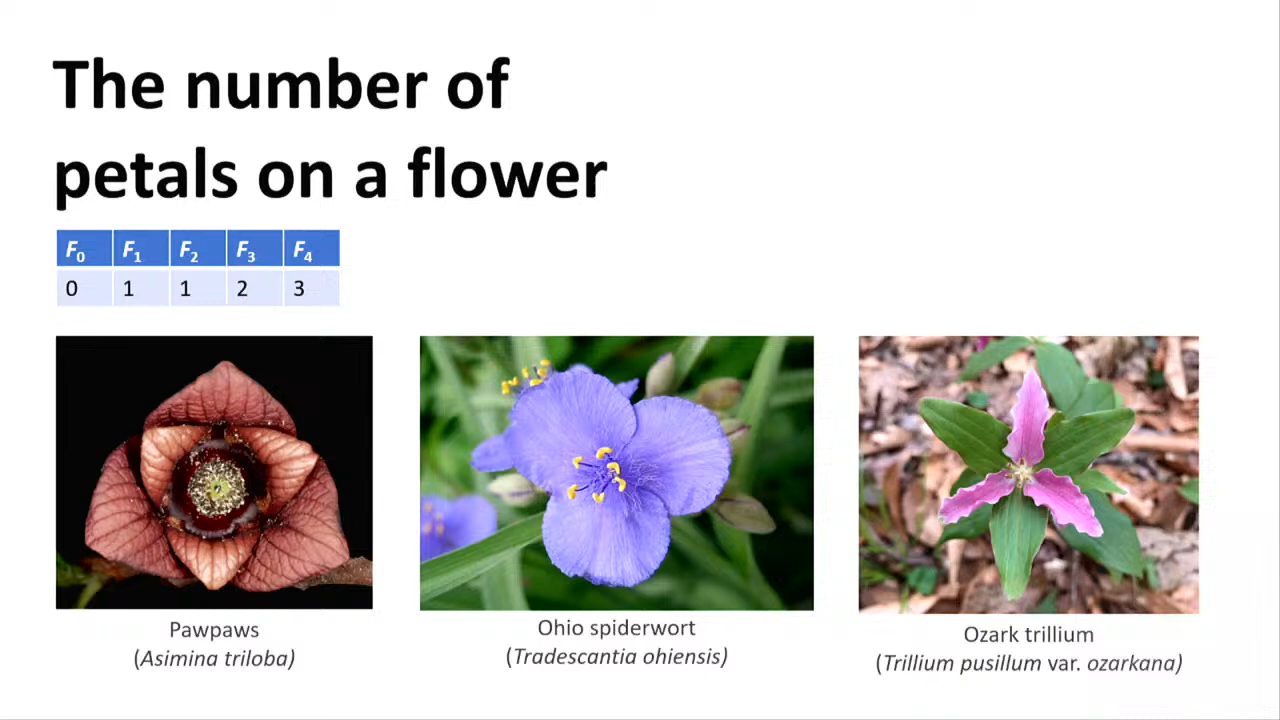 The number of
petals on a flower
F0 F1 F2 F3 F4
0 1 1 2 3
Pawpaws
(Asimina triloba)
Ohio spiderwort
(Tradescantia ohiensis)
Ozark trillium
(Trillium pusillum var. ozarkana)